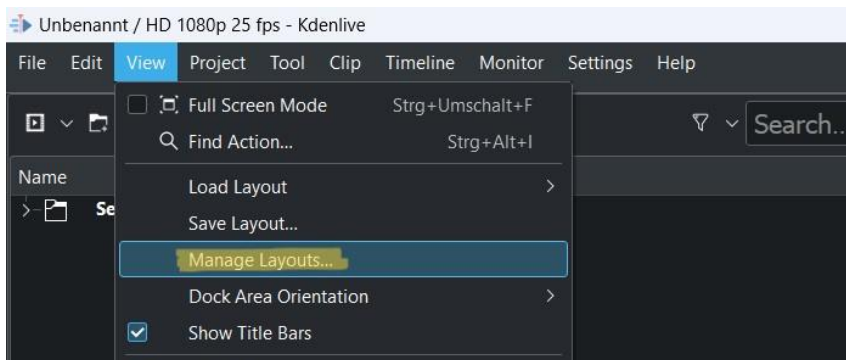 Unbenannt / HD 1080p 25 fps - Kdenlive
File Edit View Project Tool Clip Timeline Monitor Settings Help
Full Screen Mode Strg+Umschalt+F
Search...
Find Action... Strg+Alt+I
Name
Load Layout
Se
Save Layout...
Manage Layouts...
Dock Area Orientation
Show Title Bars